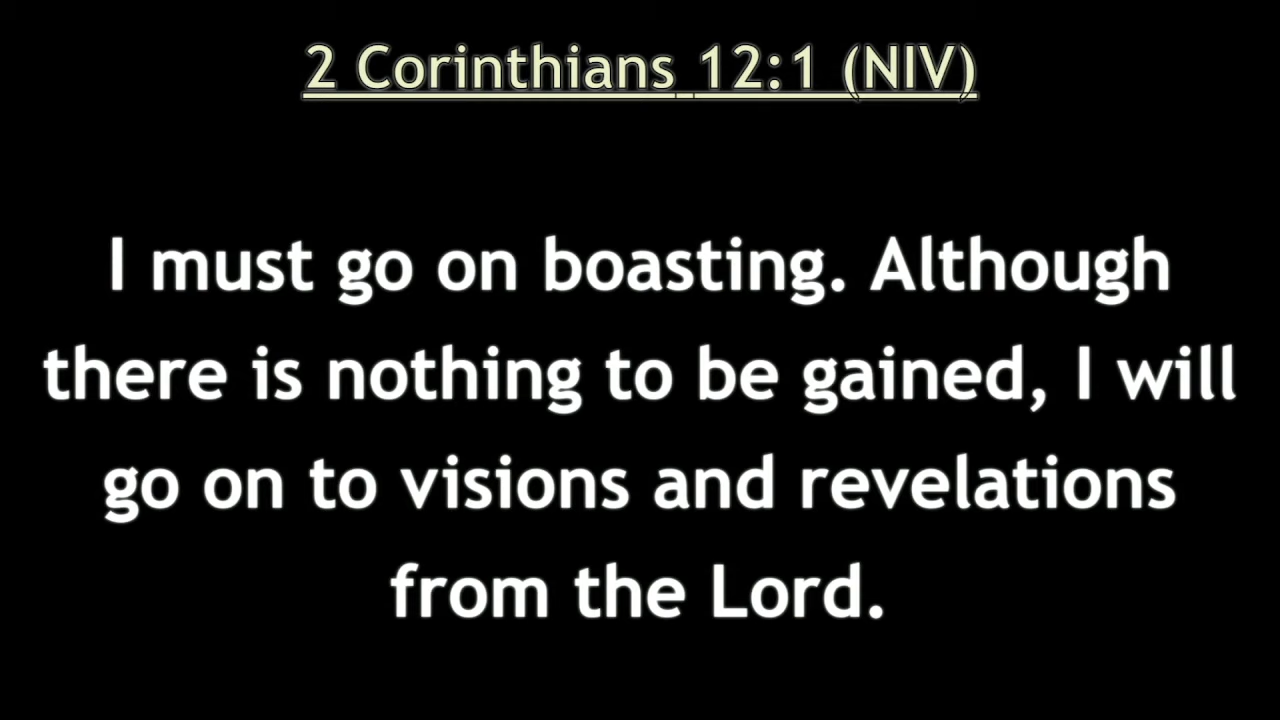 2 Corinthians 12:1 (NIV)
I must go on boasting. Although
there is nothing to be gained, I will
go on to visions and revelations
from the Lord.